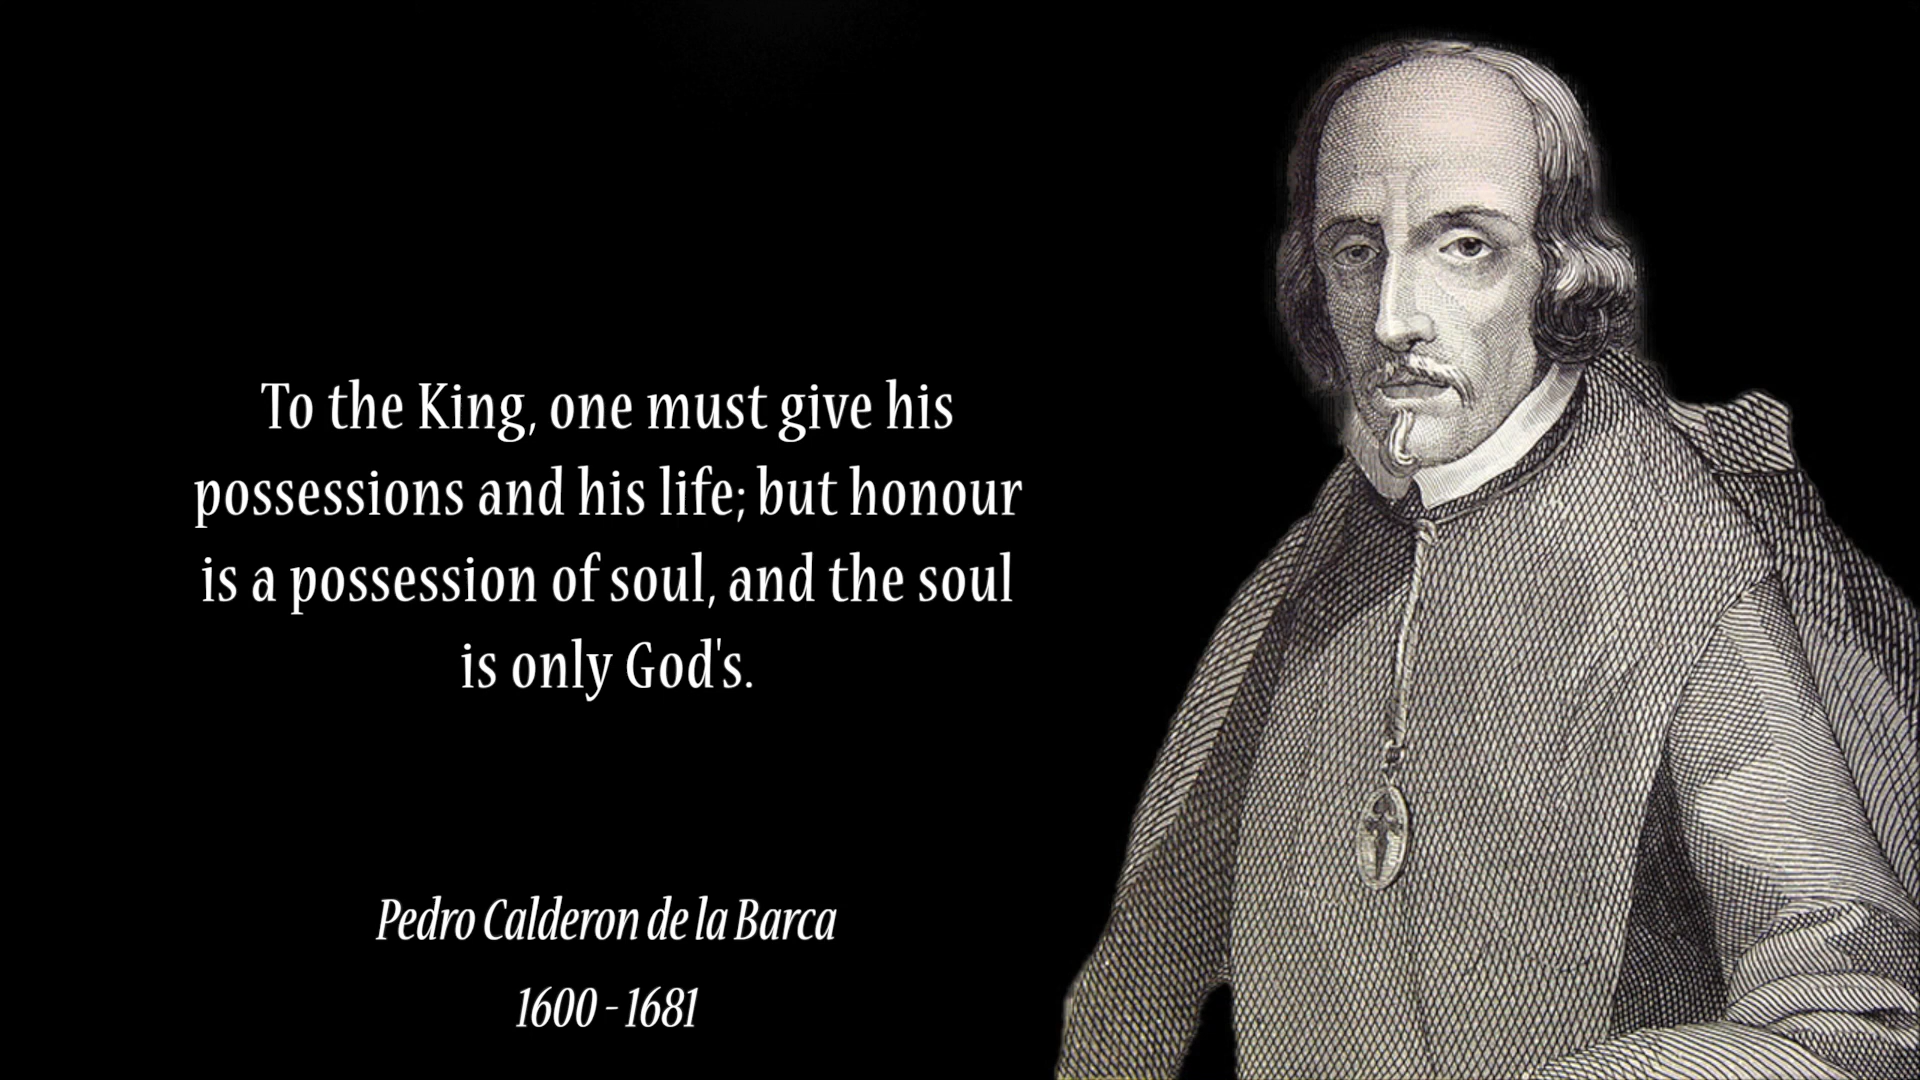 To the King, one must give his
possessions and his life; but honour
is a possession of soul, and the soul
is only God's.
Pedro Calderon de la Barca
1600 - 1681